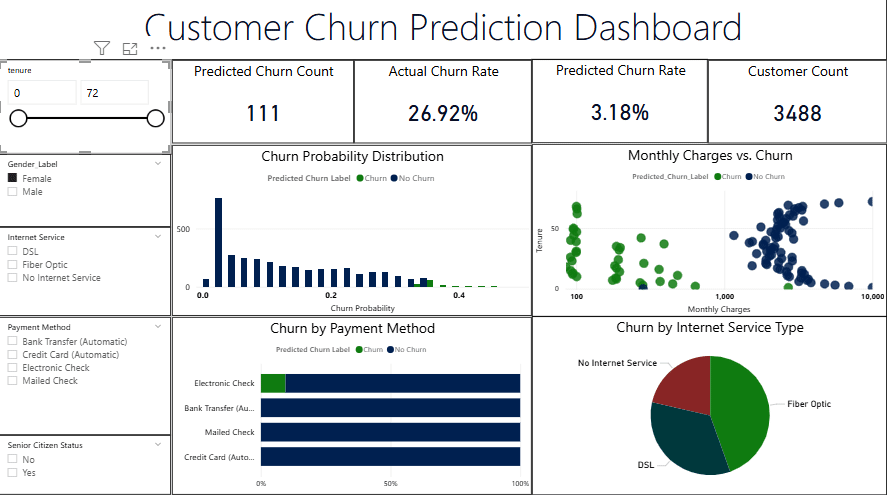 Customer Churn Prediction Dashboard
tenure
0 72
Predicted Churn Count
111
Actual Churn Rate
26.92%
Predicted Churn Rate
3.18%
Customer Count
3488
Gender_Label
Female
Male
Internet Service
DSL
Fiber Optic
No Internet Service
Payment Method
Bank Transfer (Automatic)
Credit Card (Automatic)
Electronic Check
Mailed Check
Senior Citizen Status
No
Yes
Churn Probability Distribution
Predicted Churn Label Churn No Churn
500
0
0.0 0.2 0.4
Churn Probability
Monthly Charges vs. Churn
Predicted_Churn_Label Churn No Churn
Tenure
50
0
100 1,000 10,000
Monthly Charges
Churn by Payment Method
Predicted Churn Label Churn No Churn
Electronic Check
Bank Transfer (Au...
Mailed Check
Credit Card (Auto...
0% 50% 100%
Churn by Internet Service Type
No Internet Service
Fiber Optic
DSL